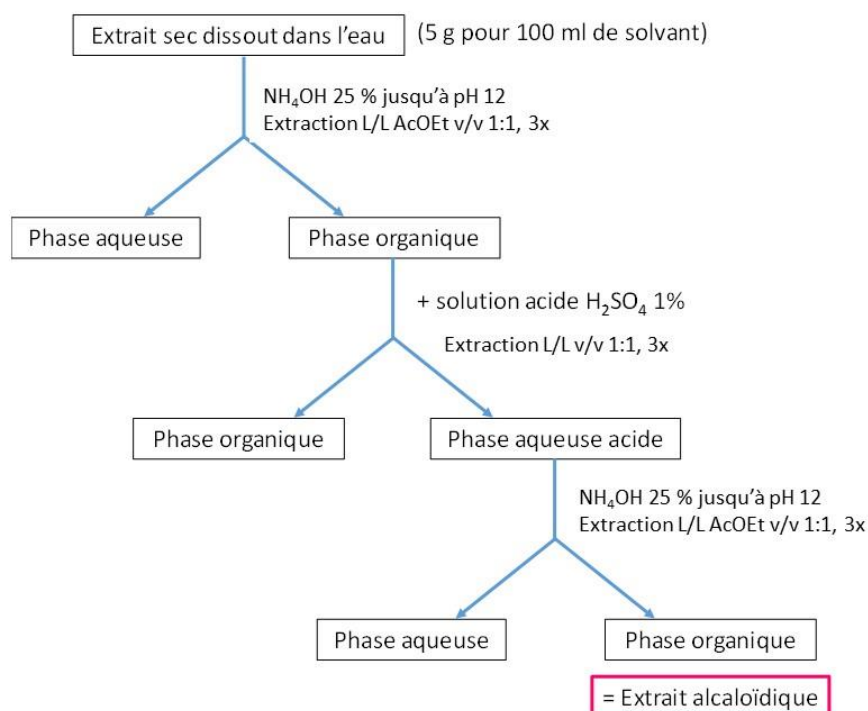 Extrait sec dissout dans l'eau (5 g pour 100 ml de solvant)
NH₄OH 25 % jusqu'à pH 12
Extraction L/L AcOEt v/v 1:1, 3x
Phase aqueuse
Phase organique
+ solution acide H₂SO₄ 1%
Extraction L/L v/v 1:1, 3x
Phase organique
Phase aqueuse acide
NH₄OH 25 % jusqu'à pH 12
Extraction L/L AcOEt v/v 1:1, 3x
Phase aqueuse
Phase organique
= Extrait alcaloïdique